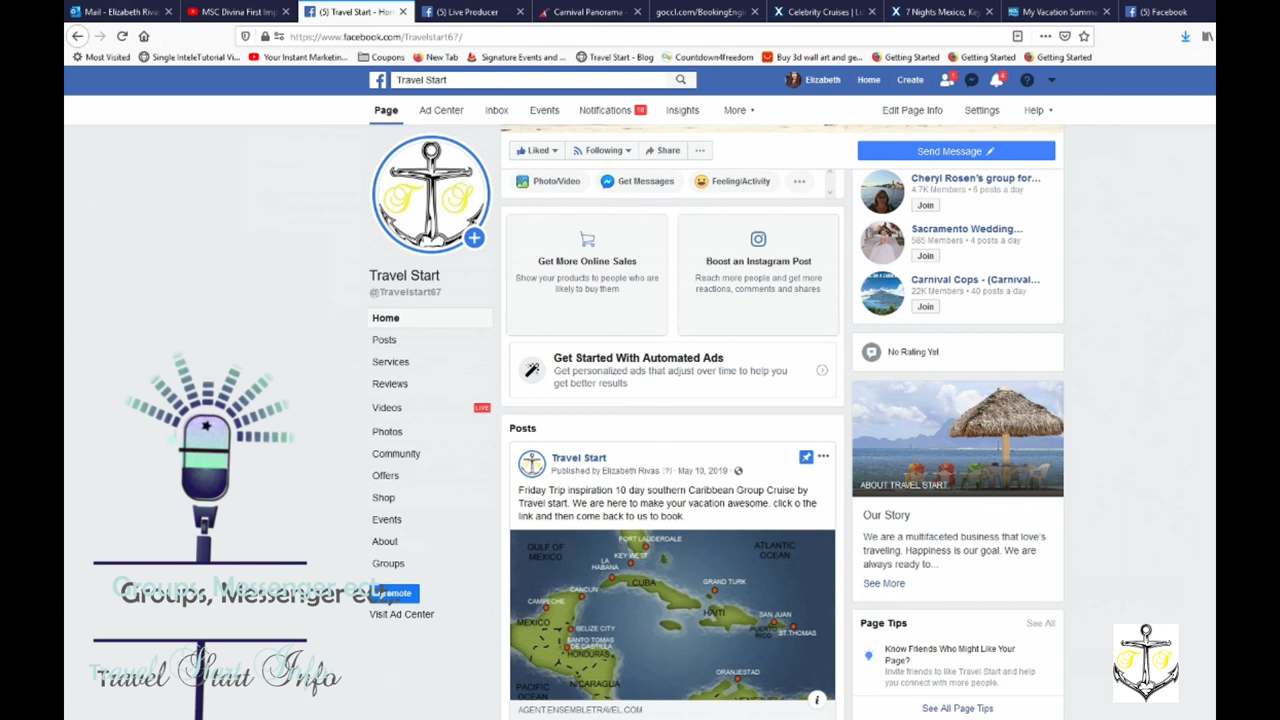 Mail - Elizabeth Rivas
MSC Divina First Imp
(5) Travel Start - Hom
(5) Live Producer
Carnival Panorama -
goccl.com/BookingEng
Celebrity Cruises | Lu
7 Nights Mexico, Key
My Vacation Summa
(5) Facebook
https://www.facebook.com/Travelstart67/
Most Visited
Single InteleTutorial Vi...
Your Instant Marketin...
Coupons
New Tab
Signature Events and ...
Travel Start - Blog
Countdown4freedom
Buy 3d wall art and ge...
Getting Started
Getting Started
Getting Started
Travel Start
Elizabeth
Home
Create
Page
Ad Center
Inbox
Events
Notifications
Insights
More
Edit Page Info
Settings
Help
Liked
Following
Share
Send Message
Photo/Video
Get Messages
Feeling/Activity
T S
Travel Start
@Travelstart67
Home
Posts
Services
Reviews
Videos
LIVE
Photos
Community
Offers
Shop
Events
About
Groups
Visit Ad Center
Get More Online Sales
Show your products to people who are
likely to buy them
Boost an Instagram Post
Reach more people and get more
reactions, comments and shares
Get Started With Automated Ads
Get personalized ads that adjust over time to help you
get better results
Posts
Travel Start
Published by Elizabeth Rivas [?] · May 10, 2019 ·
Friday Trip inspiration 10 day southern Caribbean Group Cruise by
Travel start. We are here to make your vacation awesome. click o the
link and then come back to us to book.
GULF OF
MEXICO
FORT LAUDERDALE
KEY WEST
LA
HABANA
ATLANTIC
OCEAN
CUBA
CANCUN
GRAND TURK
CAMPECHE
HAITI
SAN JUAN
MEXICO
PUERTO
RICO
ST.THOMAS
BELIZE CITY
SANTO TOMAS
DE CASTILLA
HONDURAS
ORANJESTAD
NICARAGUA
PACIFIC
OCEAN
AGENT.ENSEMBLETRAVEL.COM
Cheryl Rosen's group for...
4.7K Members • 6 posts a day
Join
Sacramento Wedding...
585 Members • 4 posts a day
Join
Carnival Cops - (Carnival...
22K Members • 40 posts a day
Join
No Rating Yet
ABOUT TRAVEL START
Our Story
We are a multifaceted business that love's
traveling. Happiness is our goal. We are
always ready to...
See More
Page Tips
See All
Know Friends Who Might Like Your
Page?
Invite friends to like Travel Start and help
you connect with more people.
See All Page Tips
Groups, Messenger ect,
Travel Start Info
T S